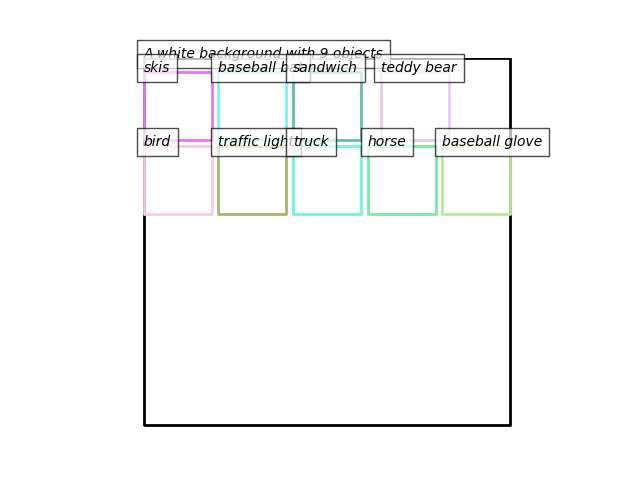 A white background with 9 objects
skis
baseball bat
sandwich
teddy bear
bird
traffic light
truck
horse
baseball glove